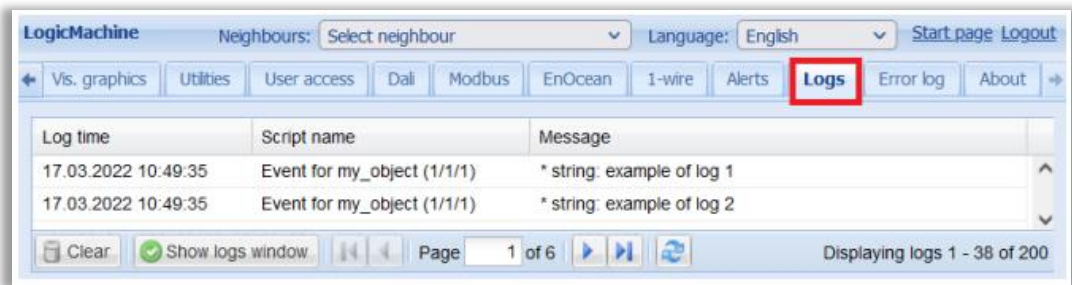 LogicMachine Neighbours: Select neighbour Language: English Start page Logout
Vis. graphics Utilities User access Dali Modbus EnOcean 1-wire Alerts Logs Error log About
Log time Script name Message
17.03.2022 10:49:35 Event for my_object (1/1/1) * string: example of log 1
17.03.2022 10:49:35 Event for my_object (1/1/1) * string: example of log 2
Clear Show logs window Page 1 of 6 Displaying logs 1 - 38 of 200